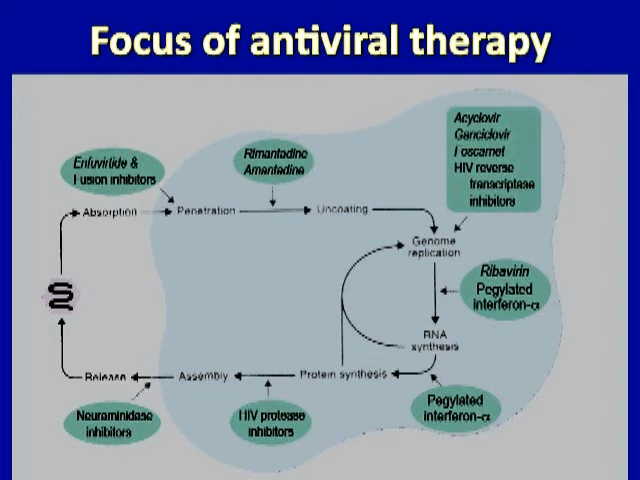 Focus of antiviral therapy
Acyclovir
Ganciclovir
Foscarnet
HIV reverse
transcriptase
inhibitors
Rimantadine
Amantadine
Enfuvirtide &
Fusion inhibitors
Absorption
Penetration
Uncoating
Genome
replication
Ribavirin
Pegylated
interferon-α
RNA
synthesis
Release
Assembly
Protein synthesis
Neuraminidase
inhibitors
HIV protease
inhibitors
Pegylated
interferon-α